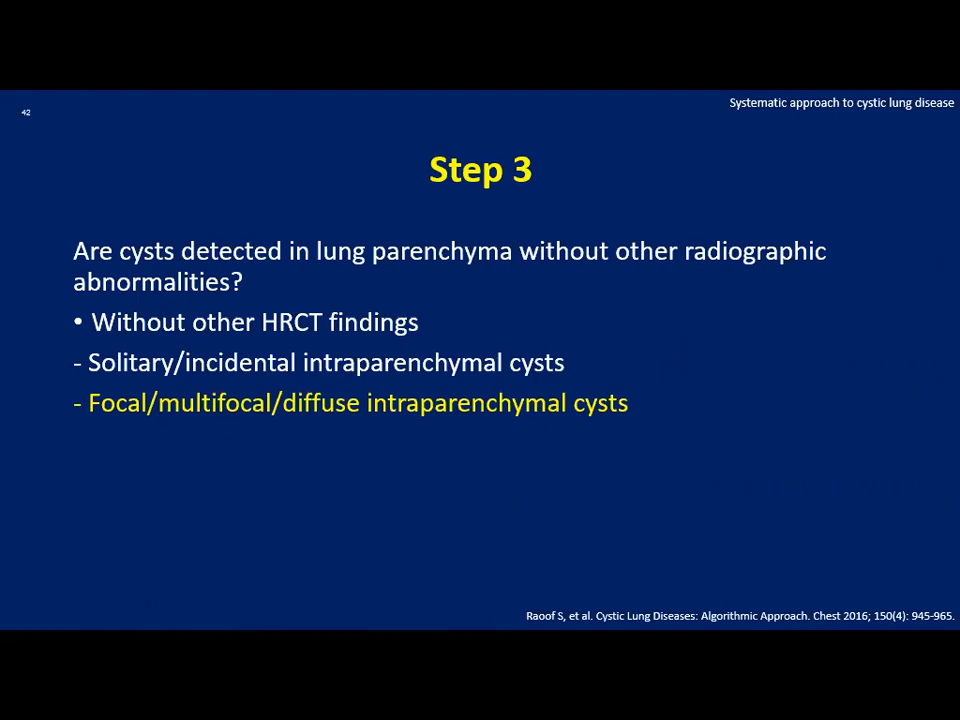 Systematic approach to cystic lung disease
42
Step 3
Are cysts detected in lung parenchyma without other radiographic
abnormalities?
• Without other HRCT findings
- Solitary/incidental intraparenchymal cysts
- Focal/multifocal/diffuse intraparenchymal cysts
Raoof S, et al. Cystic Lung Diseases: Algorithmic Approach. Chest 2016; 150(4): 945-965.